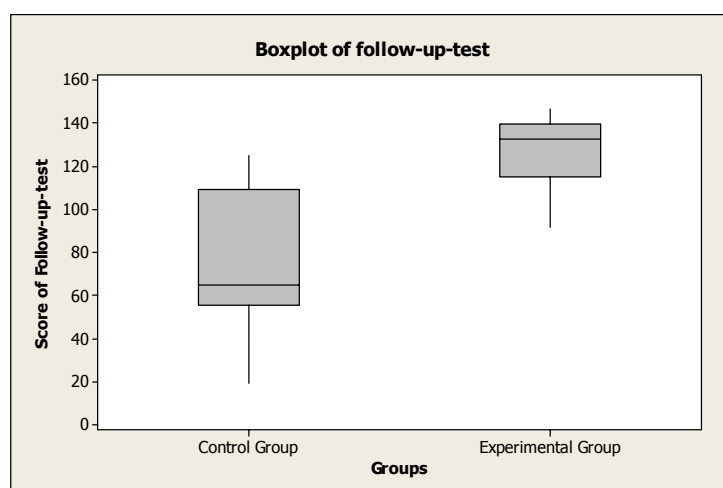 Boxplot of follow-up-test
160
140
120
100
80
60
40
20
0
Score of Follow-up-test
Control Group
Experimental Group
Groups